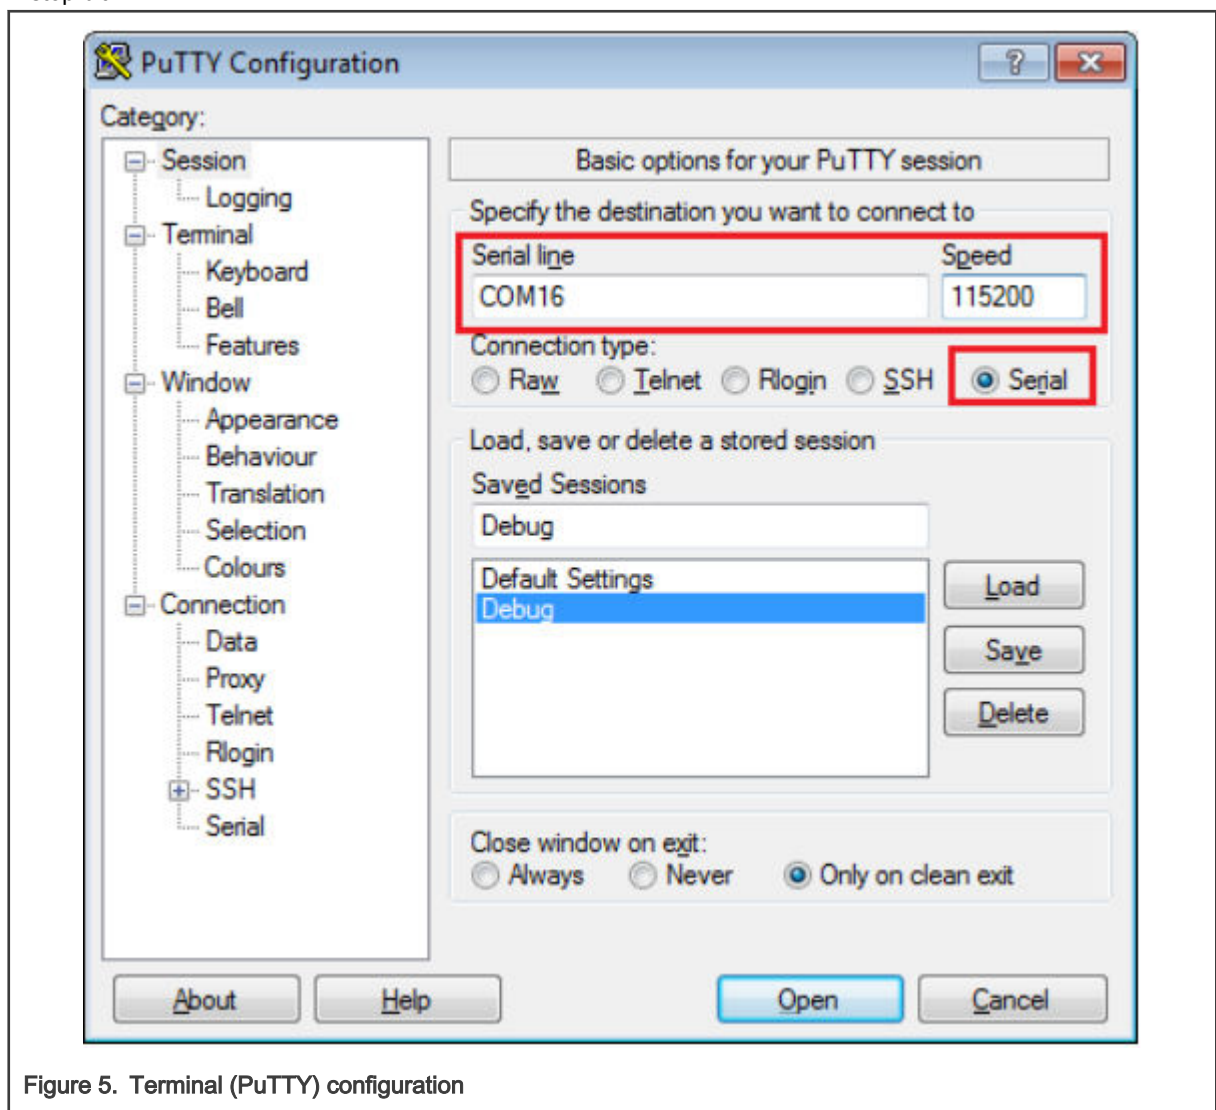 PuTTY Configuration
?
Category:
Session
Logging
Terminal
Keyboard
Bell
Features
Window
Appearance
Behaviour
Translation
Selection
Colours
Connection
Data
Proxy
Telnet
Rlogin
SSH
Serial
Basic options for your PuTTY session
Specify the destination you want to connect to
Serial line Speed
COM16 115200
Connection type:
Raw Telnet Rlogin SSH Serial
Load, save or delete a stored session
Saved Sessions
Debug
Default Settings
Debug
Load
Save
Delete
Close window on exit:
Always Never Only on clean exit
About Help Open Cancel
Figure 5. Terminal (PuTTY) configuration